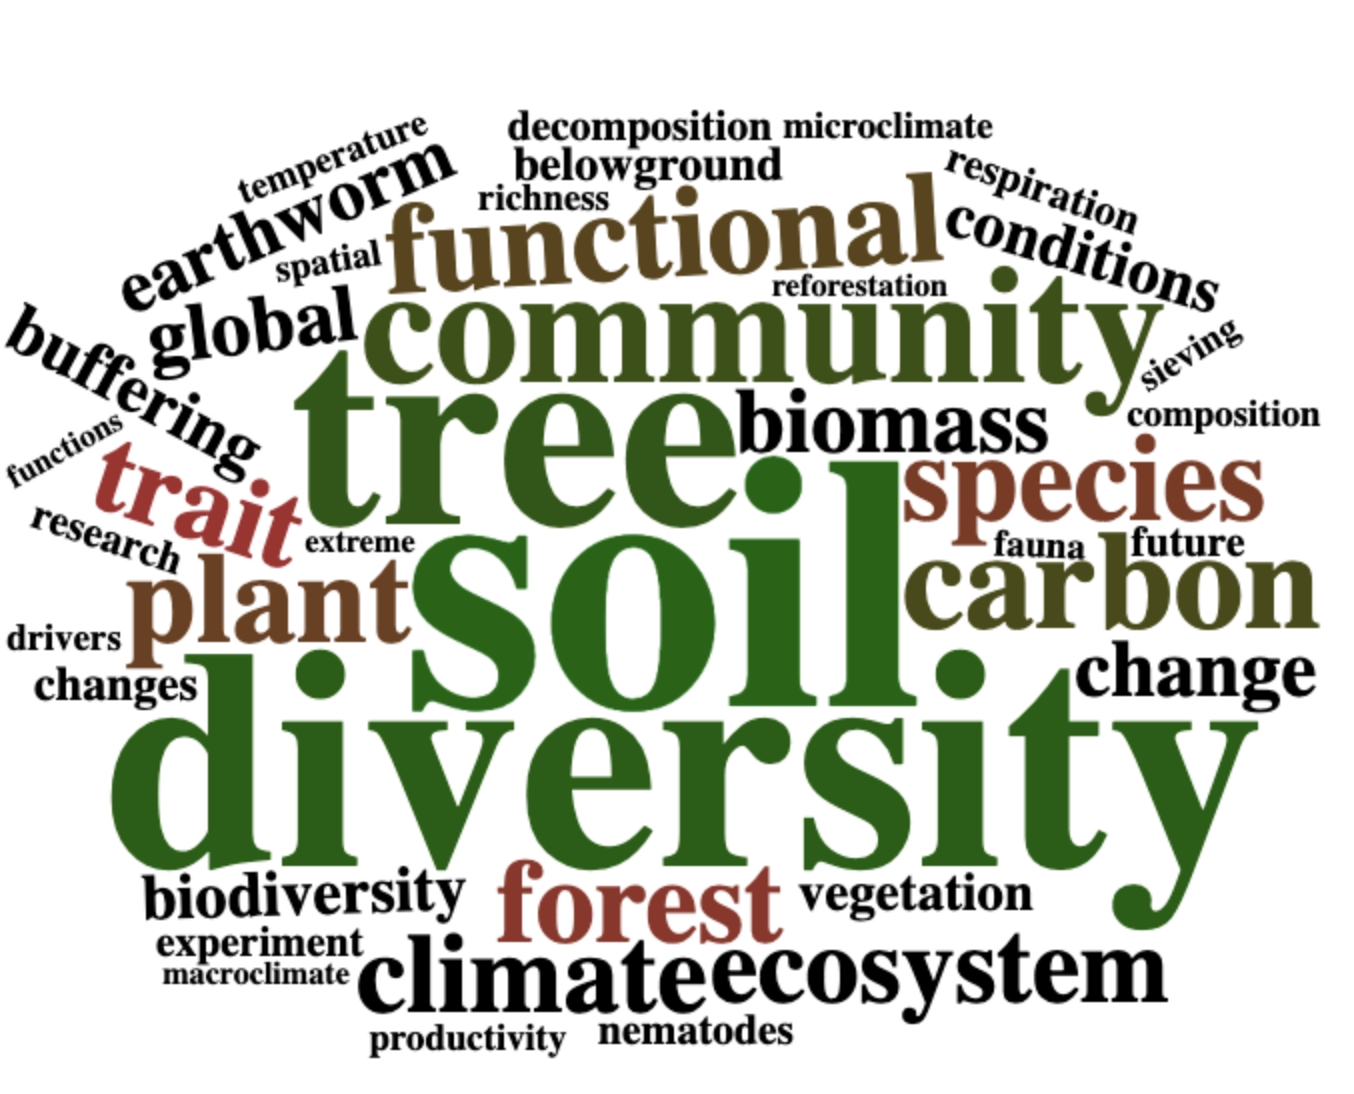 decomposition
microclimate
temperature
belowground
respiration
earthworm
richness
functional
conditions
spatial
reforestation
global
community
buffering
sieving
tree
biomass
composition
functions
trait
species
research
extreme
fauna
future
plant
soil
carbon
drivers
changes
change
diversity
biodiversity
forest
vegetation
experiment
macroclimate
climate
ecosystem
productivity
nematodes